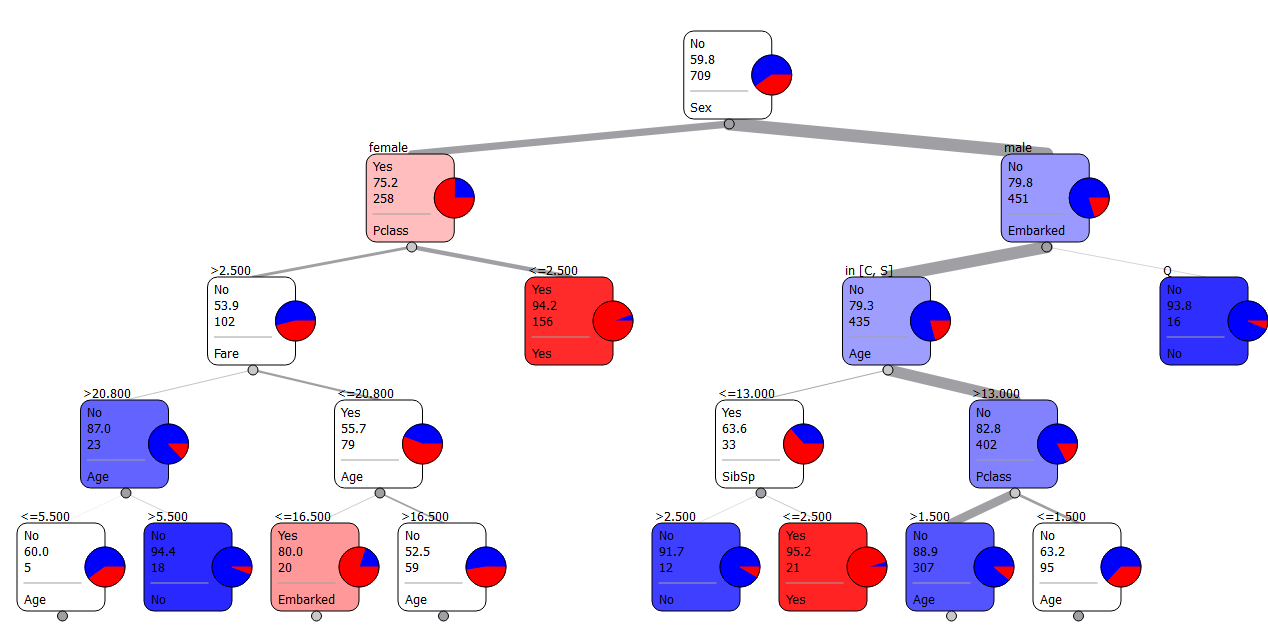 No
59.8
709
Sex
female
Yes
75.2
258
Pclass
male
No
79.8
451
Embarked
>2.500
No
53.9
102
Fare
<=2.500
Yes
94.2
156
Yes
in [C, S]
No
79.3
435
Age
Q
No
93.8
16
No
>20.800
No
87.0
23
Age
<=20.800
Yes
55.7
79
Age
<=13.000
Yes
63.6
33
SibSp
>13.000
No
82.8
402
Pclass
<=5.500
No
60.0
5
Age
>5.500
No
94.4
18
No
<=16.500
Yes
80.0
20
Embarked
>16.500
No
52.5
59
Age
>2.500
No
91.7
12
No
<=2.500
Yes
95.2
21
Yes
>1.500
No
88.9
307
Age
<=1.500
No
63.2
95
Age